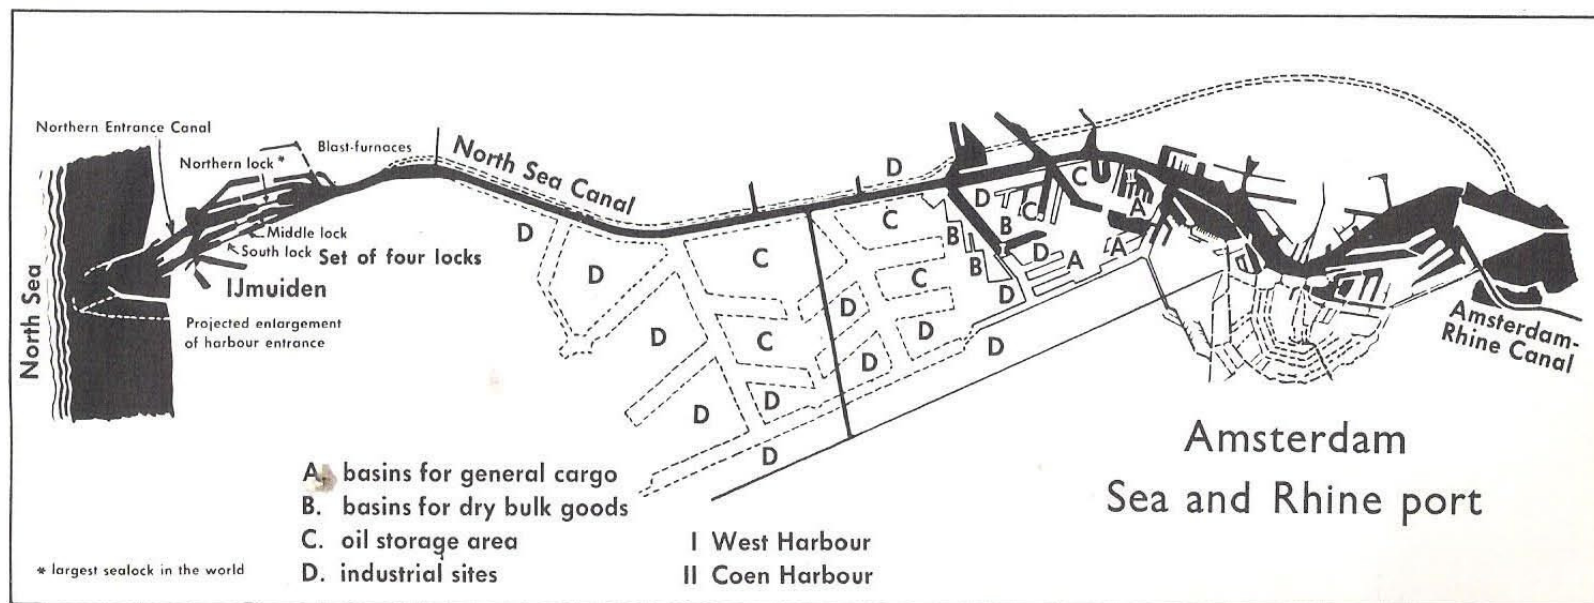 Northern Entrance Canal
Blast-furnaces
Northern lock *
North Sea Canal
D
C
D
C
A
C
B
D
C
B
B
D
A
A
Middle lock
South lock
Set of four locks
D
D
C
C
D
D
IJmuiden
North Sea
Projected enlargement
of harbour entrance
D
C
D
D
D
D
D
D
Amsterdam-
Rhine Canal
Amsterdam
Sea and Rhine port
A. basins for general cargo
B. basins for dry bulk goods
C. oil storage area
D. industrial sites
I West Harbour
II Coen Harbour
* largest sealock in the world